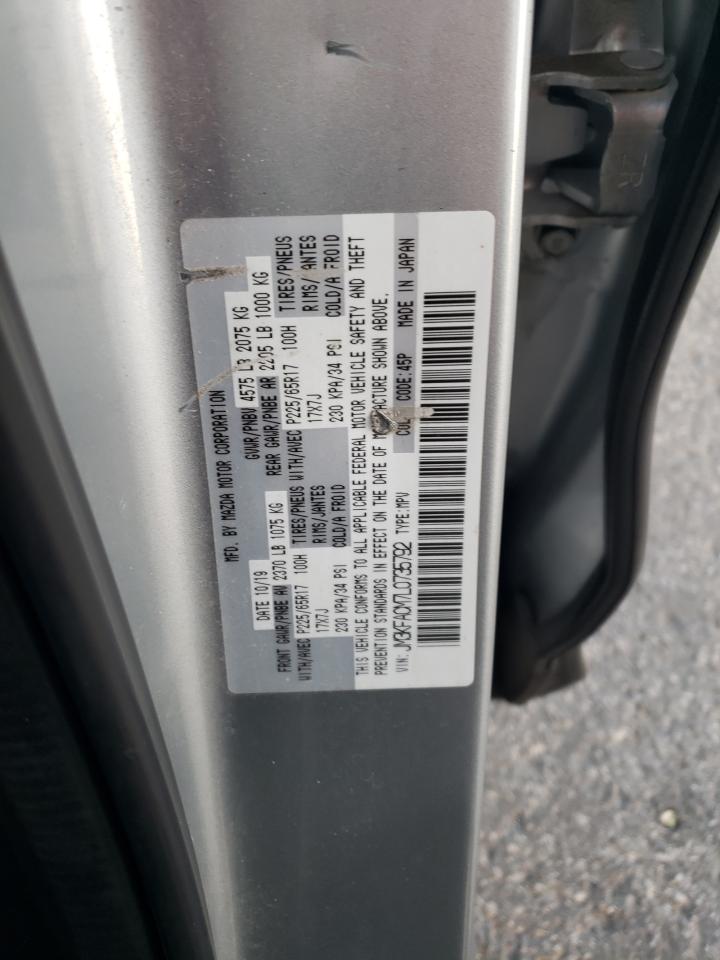 MFD. BY MAZDA MOTOR CORPORATION
DATE 10/19 GVWR/PNBV 4575 LB 2075 KG
FRONT GAWR/PNBE AV 2370 LB 1075 KG REAR GAWR/PNBE AR 2205 LB 1000 KG
WITH/AVEC P225/65R17 100H TIRES/PNEUS WITH/AVEC P225/65R17 100H TIRES/PNEUS
17X7J RIMS/JANTES 17X7J RIMS/JANTES
230 KPA/34 PSI COLD/A FROID 230 KPA/34 PSI COLD/A FROID
THIS VEHICLE CONFORMS TO ALL APPLICABLE FEDERAL MOTOR VEHICLE SAFETY AND THEFT
PREVENTION STANDARDS IN EFFECT ON THE DATE OF MANUFACTURE SHOWN ABOVE.
VIN: JM3KFACM7L0735792 TYPE:MPV COL CODE:45P MADE IN JAPAN